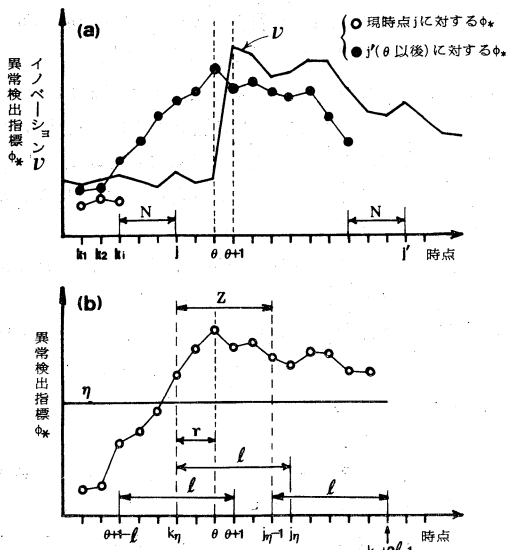 (a)
ν
○ 現時点jに対するΦ*
● j'(θ以後)に対するΦ*
イノベーションν
異常検出指標Φ*
N
N
k1 k2 ki j θ θ+1 j' 時点
(b)
Z
異常検出指標Φ*
η
r
ℓ
ℓ
ℓ
θ+1-ℓ kη θ θ+1 jη-1 jη 時点